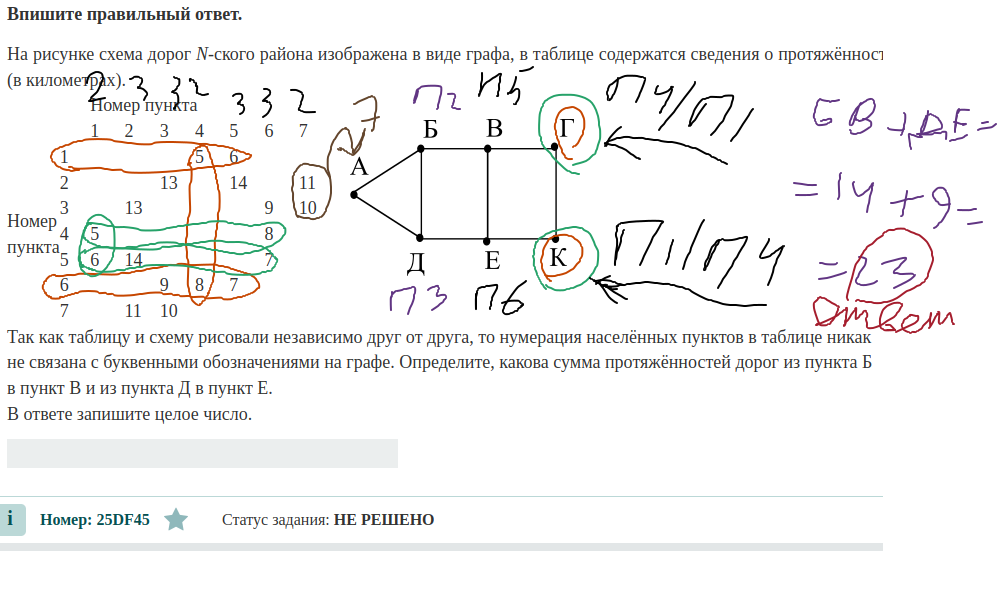 Впишите правильный ответ.
На рисунке схема дорог N-ского района изображена в виде графа, в таблице содержатся сведения о протяжённост
(в километрах).
2 3 3 2 3 3 2
Номер пункта
1 2 3 4 5 6 7
1 5 6
2 13 14 11
3 13 9 10
Номер пункта
4 5 8
5 6 14 7
6 9 8 7
7 11 10
П7
П2
П5
П4/П1
А
Б
В
Г
Д
Е
К
П3
П6
П1/П4
БВ + ДЕ =
= 14 + 9 =
= 23
Ответ
Так как таблицу и схему рисовали независимо друг от друга, то нумерация населённых пунктов в таблице никак
не связана с буквенными обозначениями на графе. Определите, какова сумма протяжённостей дорог из пункта Б
в пункт В и из пункта Д в пункт Е.
В ответе запишите целое число.
i Номер: 25DF45 Статус задания: НЕ РЕШЕНО